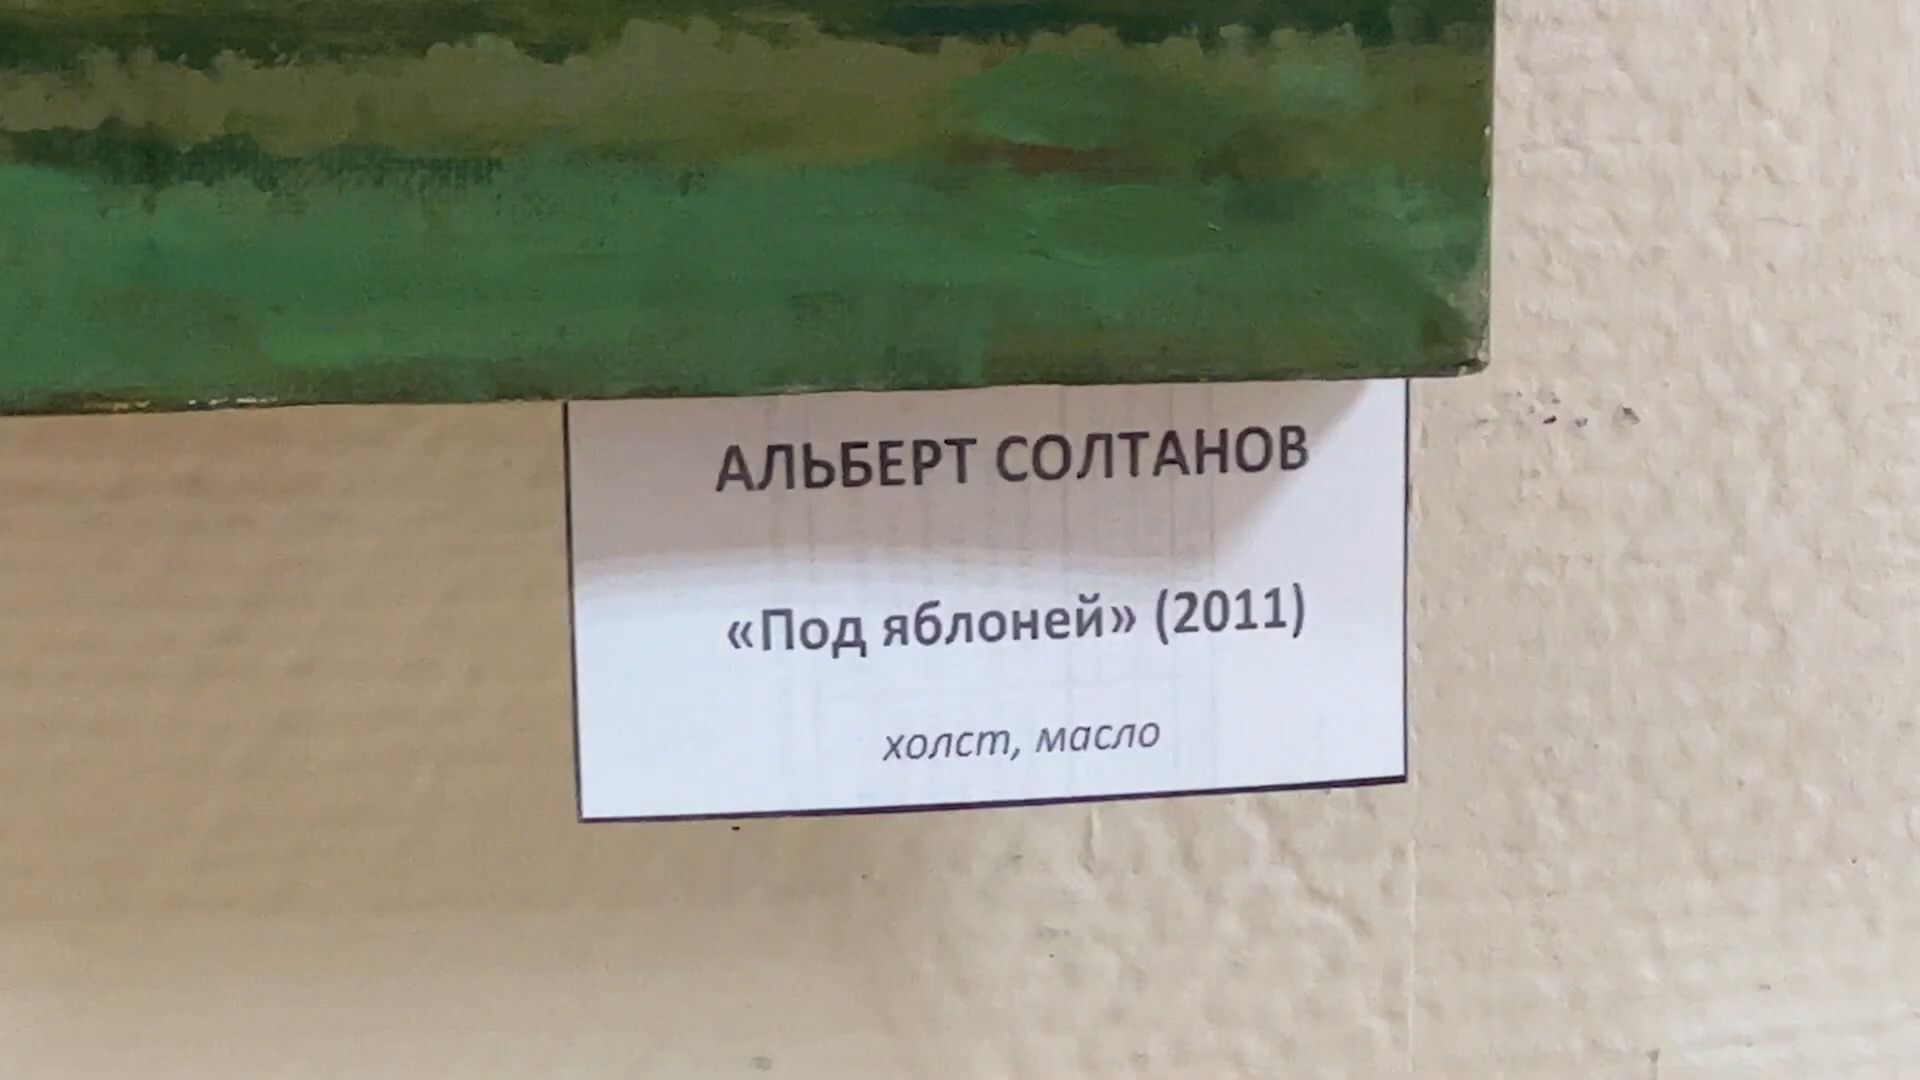 АЛЬБЕРТ СОЛТАНОВ
«Под яблоней» (2011)
холст, масло